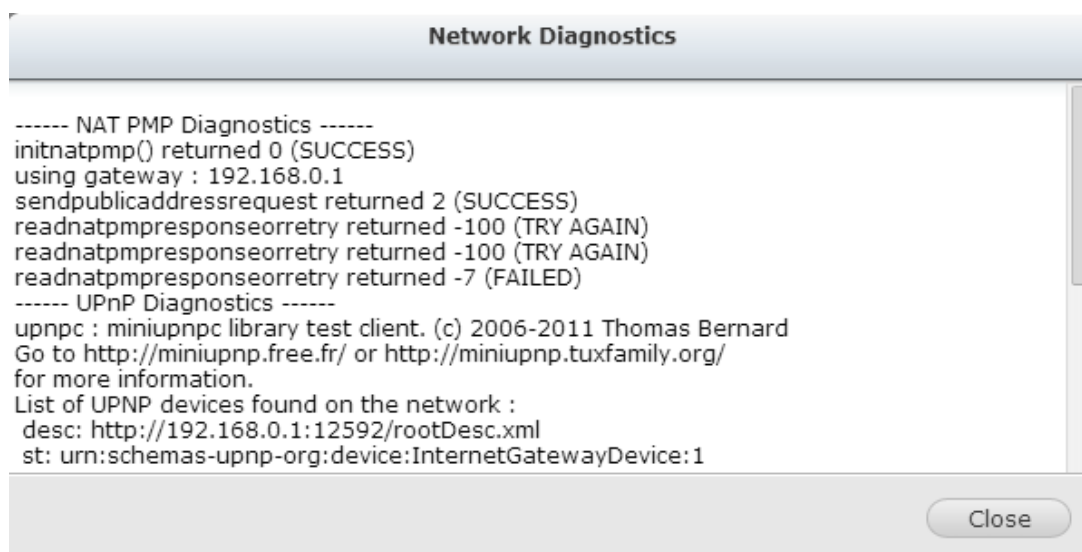 Network Diagnostics
------ NAT PMP Diagnostics ------
initnatpmp() returned 0 (SUCCESS)
using gateway : 192.168.0.1
sendpublicaddressrequest returned 2 (SUCCESS)
readnatpmpresponseorretry returned -100 (TRY AGAIN)
readnatpmpresponseorretry returned -100 (TRY AGAIN)
readnatpmpresponseorretry returned -7 (FAILED)
------ UPnP Diagnostics ------
upnpc : miniupnpc library test client. (c) 2006-2011 Thomas Bernard
Go to http://miniupnp.free.fr/ or http://miniupnp.tuxfamily.org/
for more information.
List of UPNP devices found on the network :
desc: http://192.168.0.1:12592/rootDesc.xml
st: urn:schemas-upnp-org:device:InternetGatewayDevice:1
Close